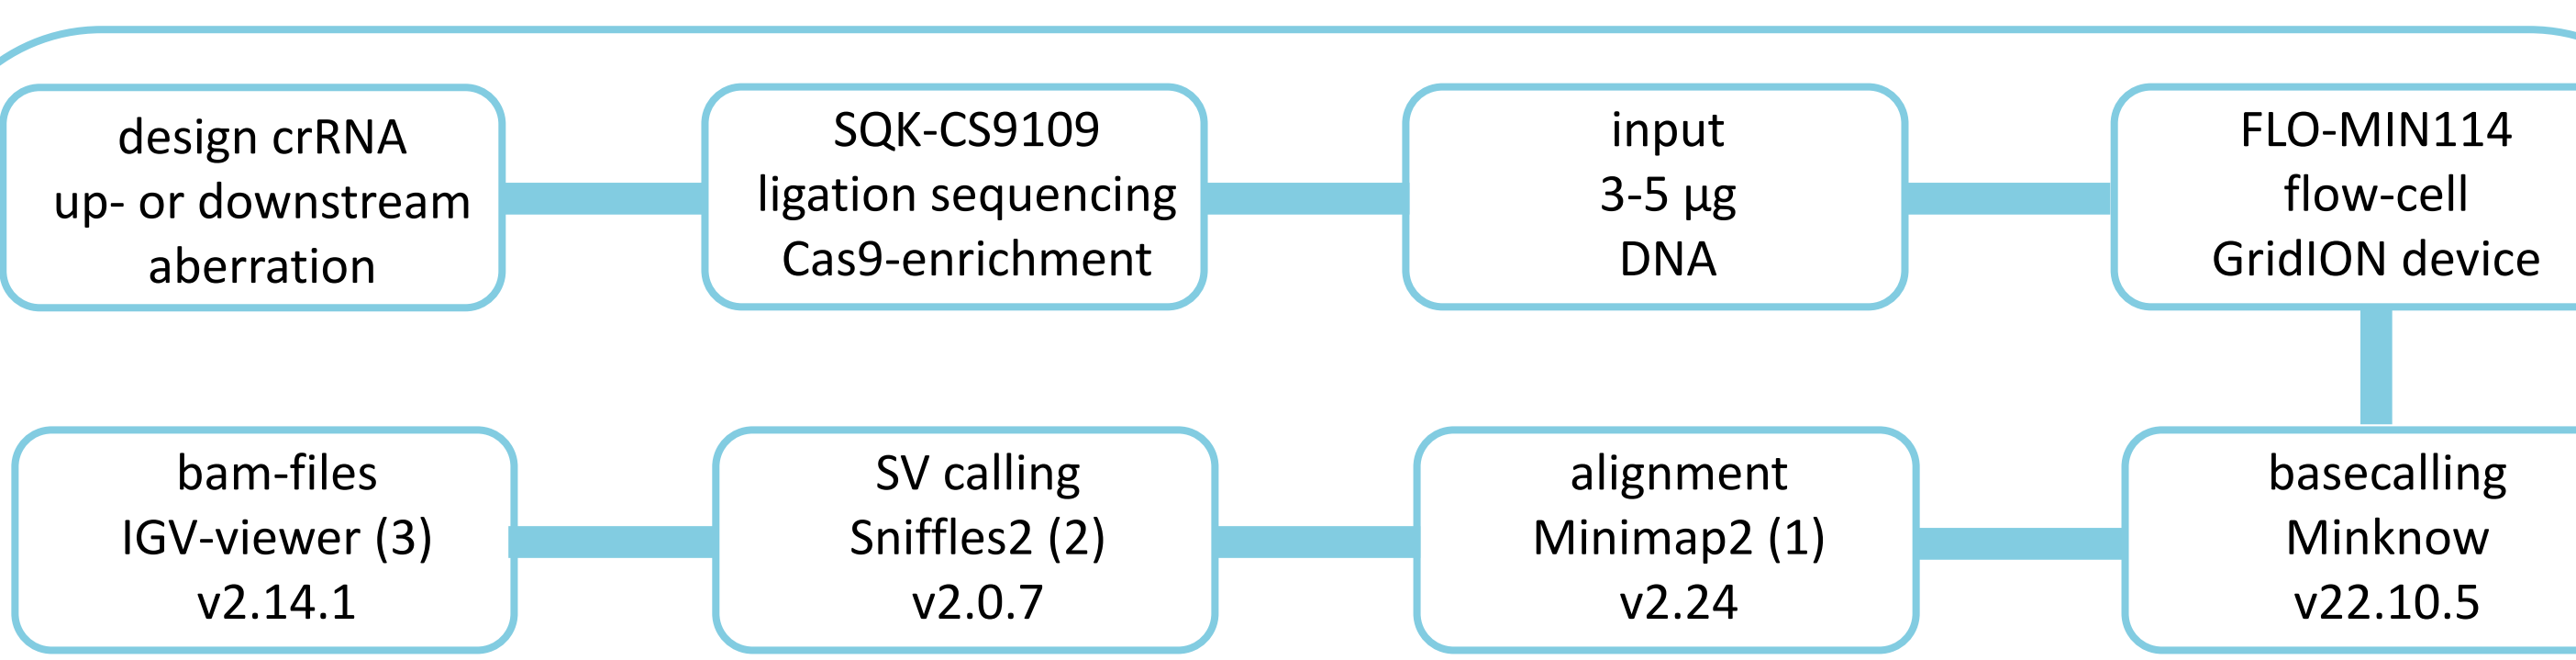 design crRNA
up- or downstream
aberration
SQK-CS9109
ligation sequencing
Cas9-enrichment
input
3-5 µg
DNA
FLO-MIN114
flow-cell
GridION device
basecalling
Minknow
v22.10.5
alignment
Minimap2 (1)
v2.24
SV calling
Sniffles2 (2)
v2.0.7
bam-files
IGV-viewer (3)
v2.14.1